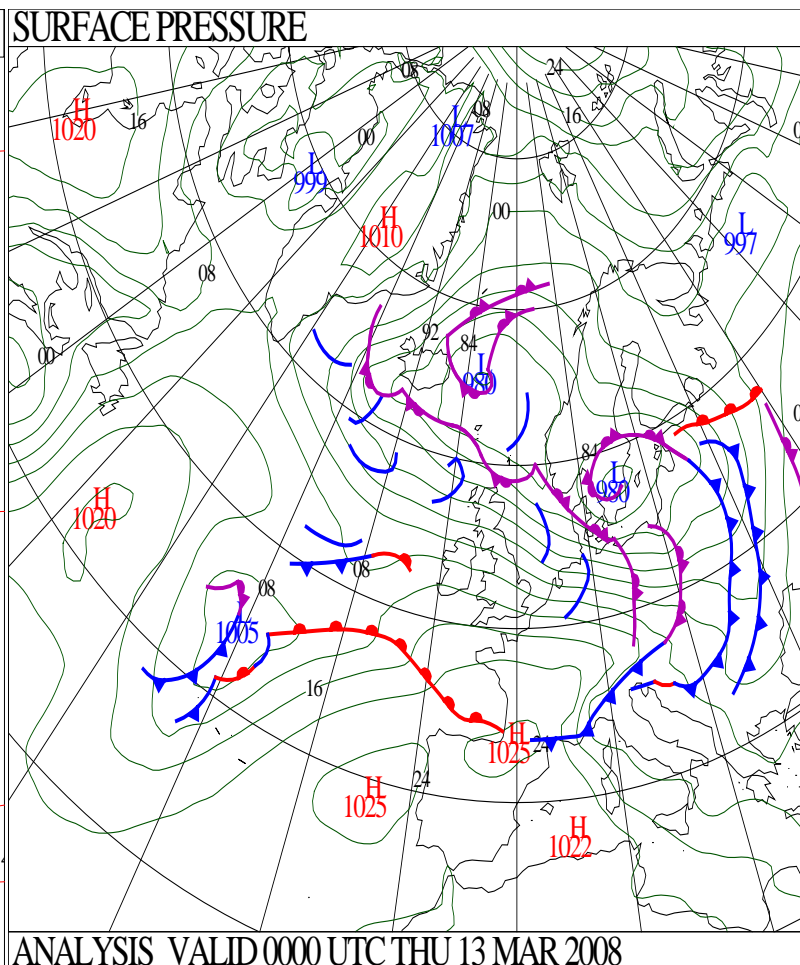 SURFACE PRESSURE
08
24
H
1020
16
08
16
L
1007
00
L
999
H
1010
00
L
997
08
92
84
L
980
00
84
L
980
H
1020
08
08
1005
16
H
1025
24
H
1025
24
H
1022
ANALYSIS VALID 0000 UTC THU 13 MAR 2008